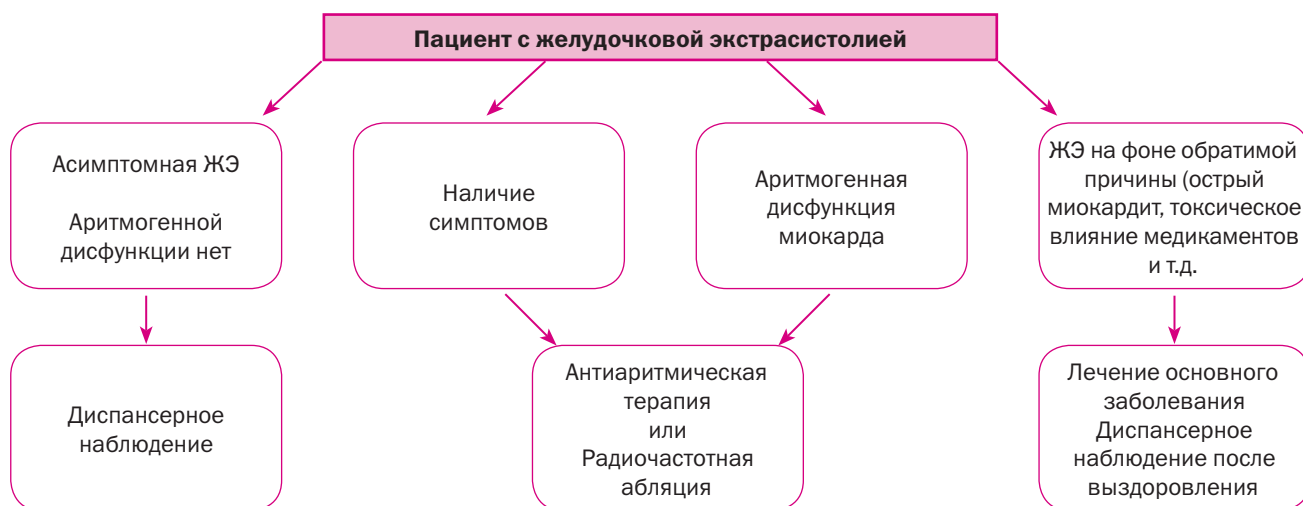 Пациент с желудочковой экстрасистолией
Асимптомная ЖЭ
Аритмогенной
дисфункции нет
Наличие
симптомов
Аритмогенная
дисфункция
миокарда
ЖЭ на фоне обратимой
причины (острый
миокардит, токсическое
влияние медикаментов
и т.д.
Диспансерное
наблюдение
Антиаритмическая
терапия
или
Радиочастотная
абляция
Лечение основного
заболевания
Диспансерное
наблюдение после
выздоровления